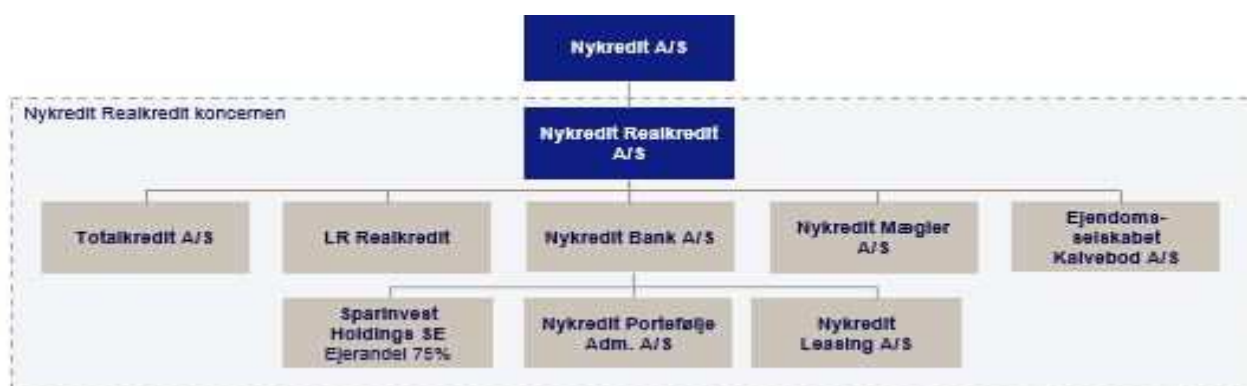 Nykredit A/S
Nykredit Realkredit koncernen
Nykredit Realkredit
A/S
Totalkredit A/S
LR Realkredit
Nykredit Bank A/S
Nykredit Mægler
A/S
Ejendoms-
selskabet
Kalvebod A/S
Sparinvest
Holdings SE
Ejerandel 75%
Nykredit Portefølje
Adm. A/S
Nykredit
Leasing A/S